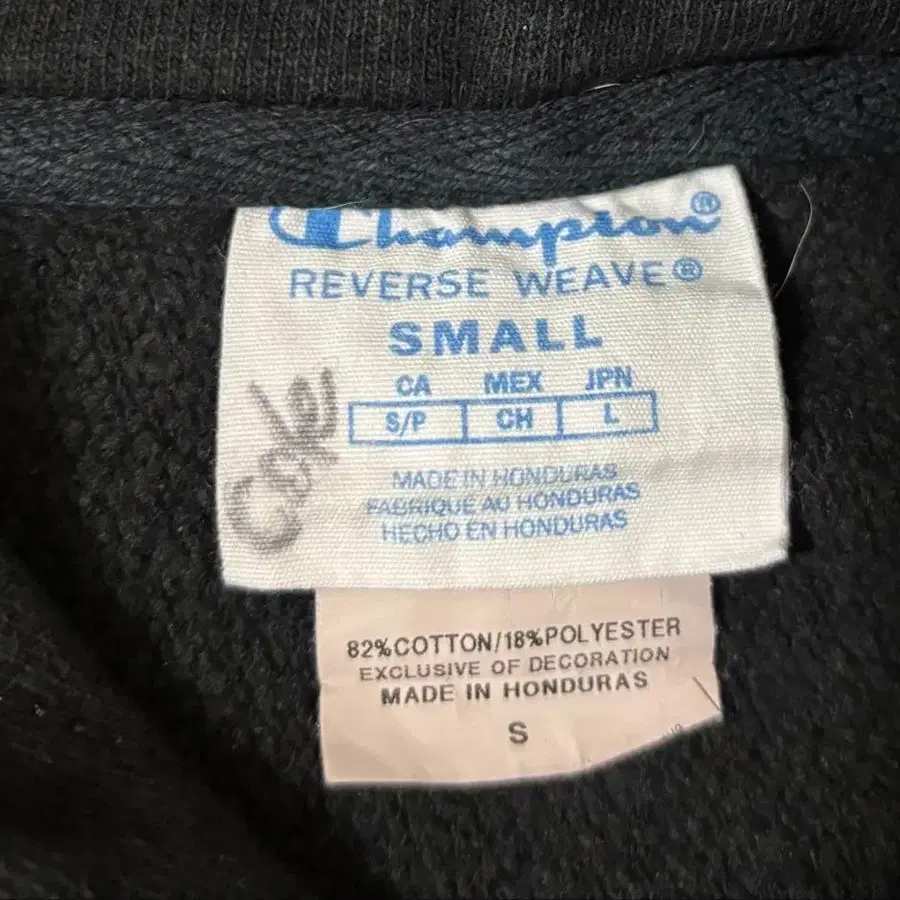 Champion®
REVERSE WEAVE®
SMALL
CA MEX JPN
S/P CH L
Cole
MADE IN HONDURAS
FABRIQUE AU HONDURAS
HECHO EN HONDURAS
82%COTTON/18%POLYESTER
EXCLUSIVE OF DECORATION
MADE IN HONDURAS
S